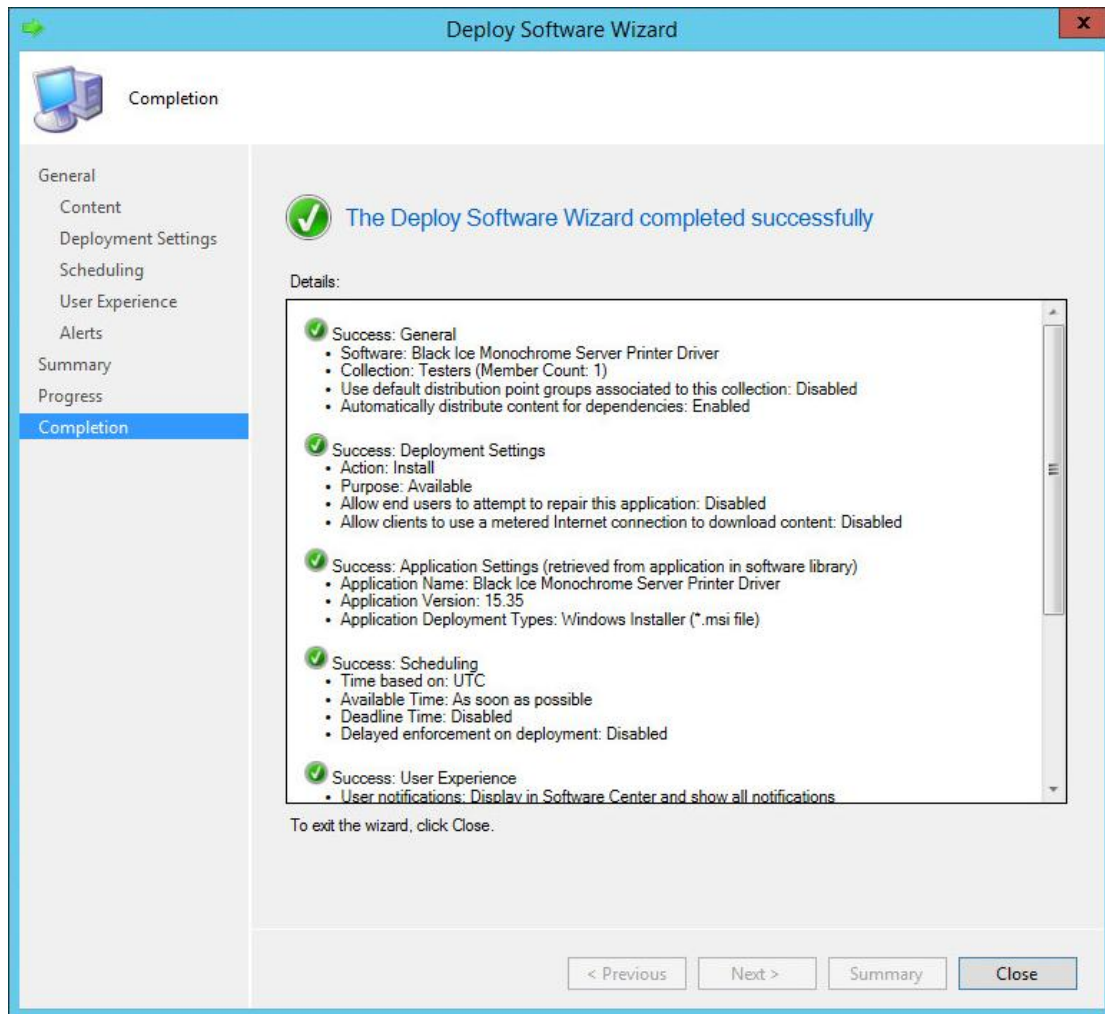 Deploy Software Wizard
x
Completion
General
Content
Deployment Settings
Scheduling
User Experience
Alerts
Summary
Progress
Completion
The Deploy Software Wizard completed successfully
Details:
Success: General
• Software: Black Ice Monochrome Server Printer Driver
• Collection: Testers (Member Count: 1)
• Use default distribution point groups associated to this collection: Disabled
• Automatically distribute content for dependencies: Enabled
Success: Deployment Settings
• Action: Install
• Purpose: Available
• Allow end users to attempt to repair this application: Disabled
• Allow clients to use a metered Internet connection to download content: Disabled
Success: Application Settings (retrieved from application in software library)
• Application Name: Black Ice Monochrome Server Printer Driver
• Application Version: 15.35
• Application Deployment Types: Windows Installer (*.msi file)
Success: Scheduling
• Time based on: UTC
• Available Time: As soon as possible
• Deadline Time: Disabled
• Delayed enforcement on deployment: Disabled
Success: User Experience
• User notifications: Display in Software Center and show all notifications
To exit the wizard, click Close.
< Previous
Next >
Summary
Close